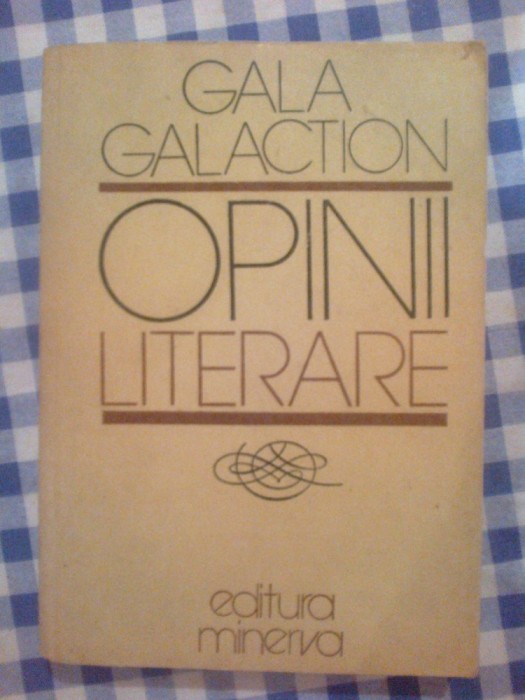 GALA
GALACTION
OPINII
LITERARE
editura
minerva